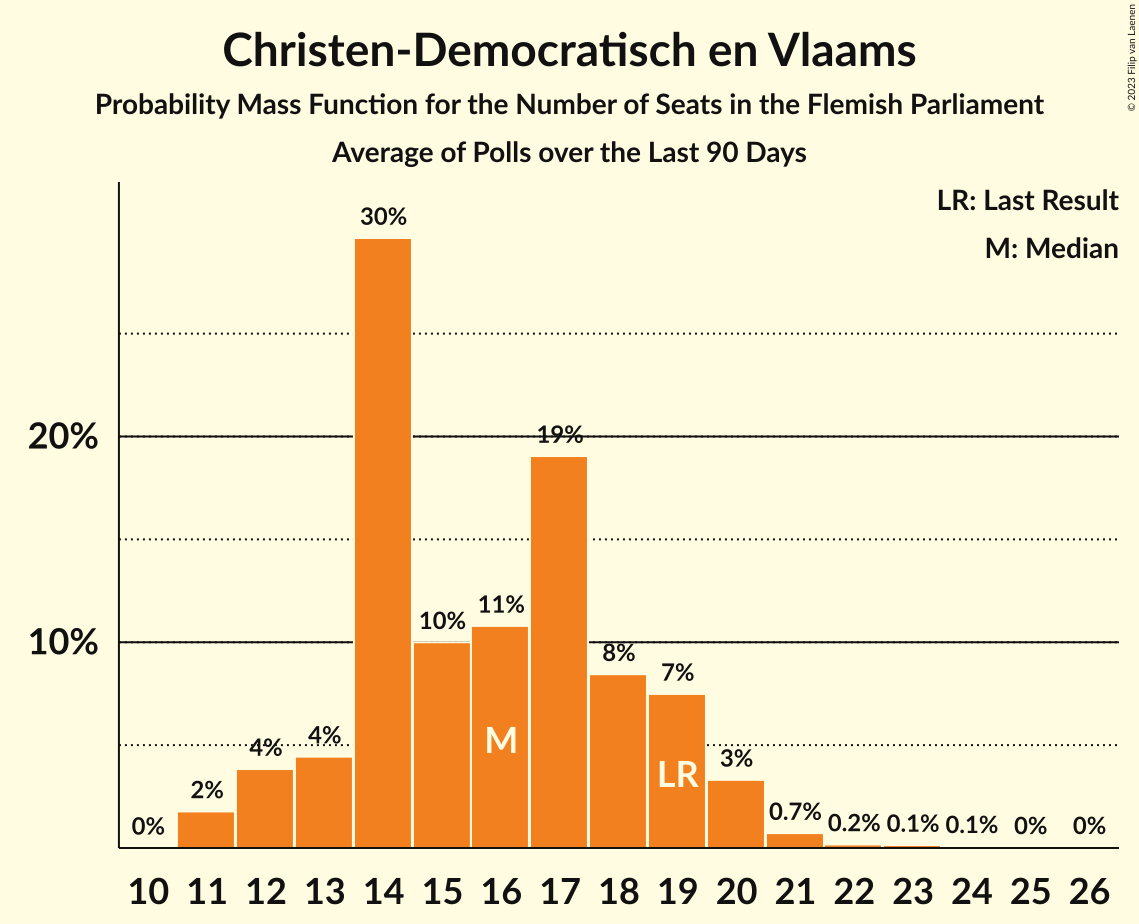 Christen-Democratisch en Vlaams
Probability Mass Function for the Number of Seats in the Flemish Parliament
Average of Polls over the Last 90 Days
© 2023 Filip van Laenen
LR: Last Result
M: Median
30%
20%
19%
11%
10%
10%
8%
7%
4%
4%
M
LR
3%
2%
0%
0.7%
0.2%
0.1%
0.1%
0%
0%
10 11 12 13 14 15 16 17 18 19 20 21 22 23 24 25 26